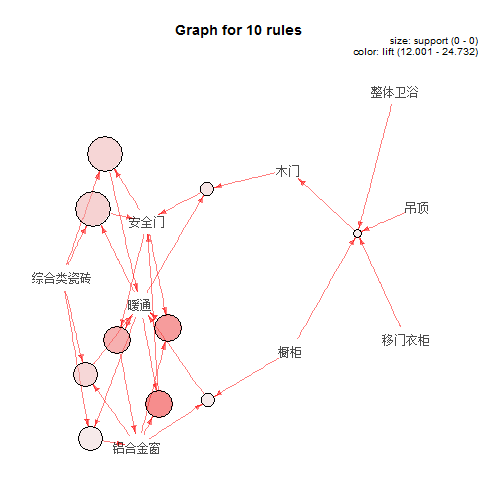 Graph for 10 rules
size: support (0 - 0)
color: lift (12.001 - 24.732)
整体卫浴
木门
吊顶
安全门
综合类瓷砖
暖通
移门衣柜
橱柜
铝合金窗